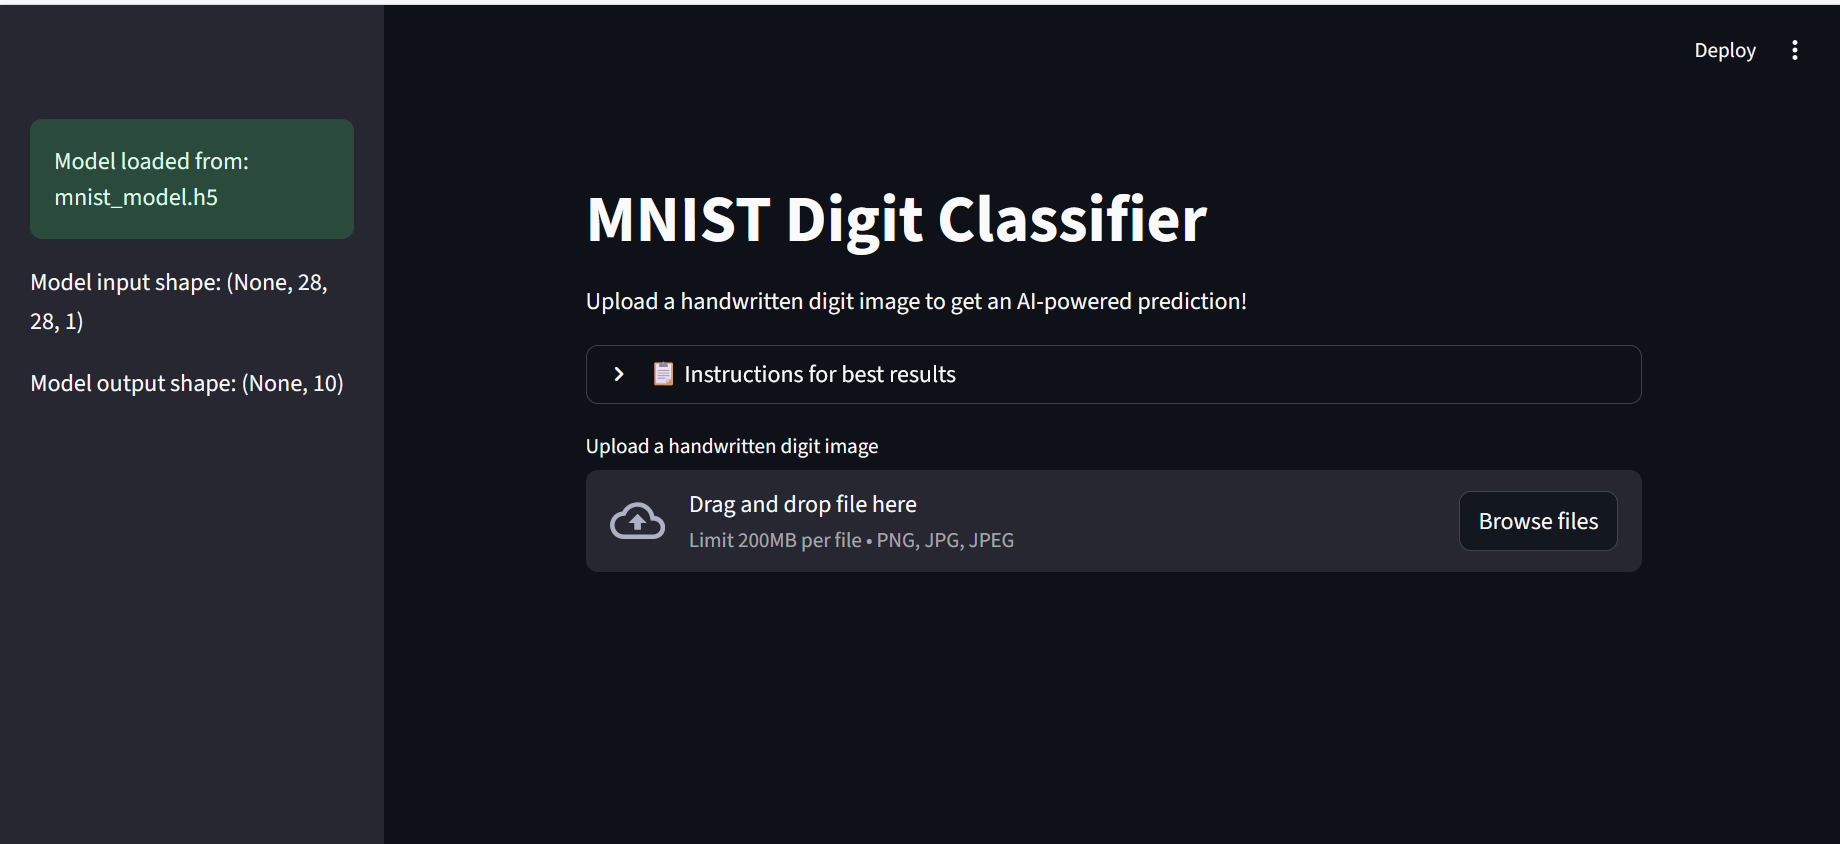 Deploy
Model loaded from:
mnist_model.h5
Model input shape: (None, 28,
28, 1)
Model output shape: (None, 10)
MNIST Digit Classifier
Upload a handwritten digit image to get an AI-powered prediction!
Instructions for best results
Upload a handwritten digit image
Drag and drop file here
Limit 200MB per file • PNG, JPG, JPEG
Browse files